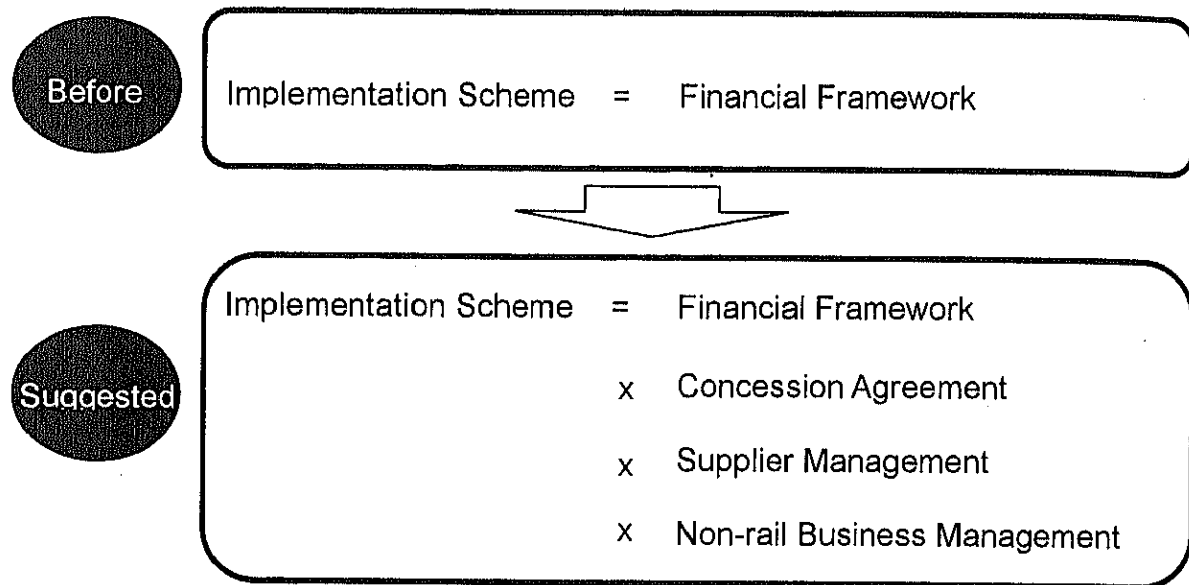 Before
Implementation Scheme = Financial Framework
Suggested
Implementation Scheme = Financial Framework
x Concession Agreement
x Supplier Management
x Non-rail Business Management